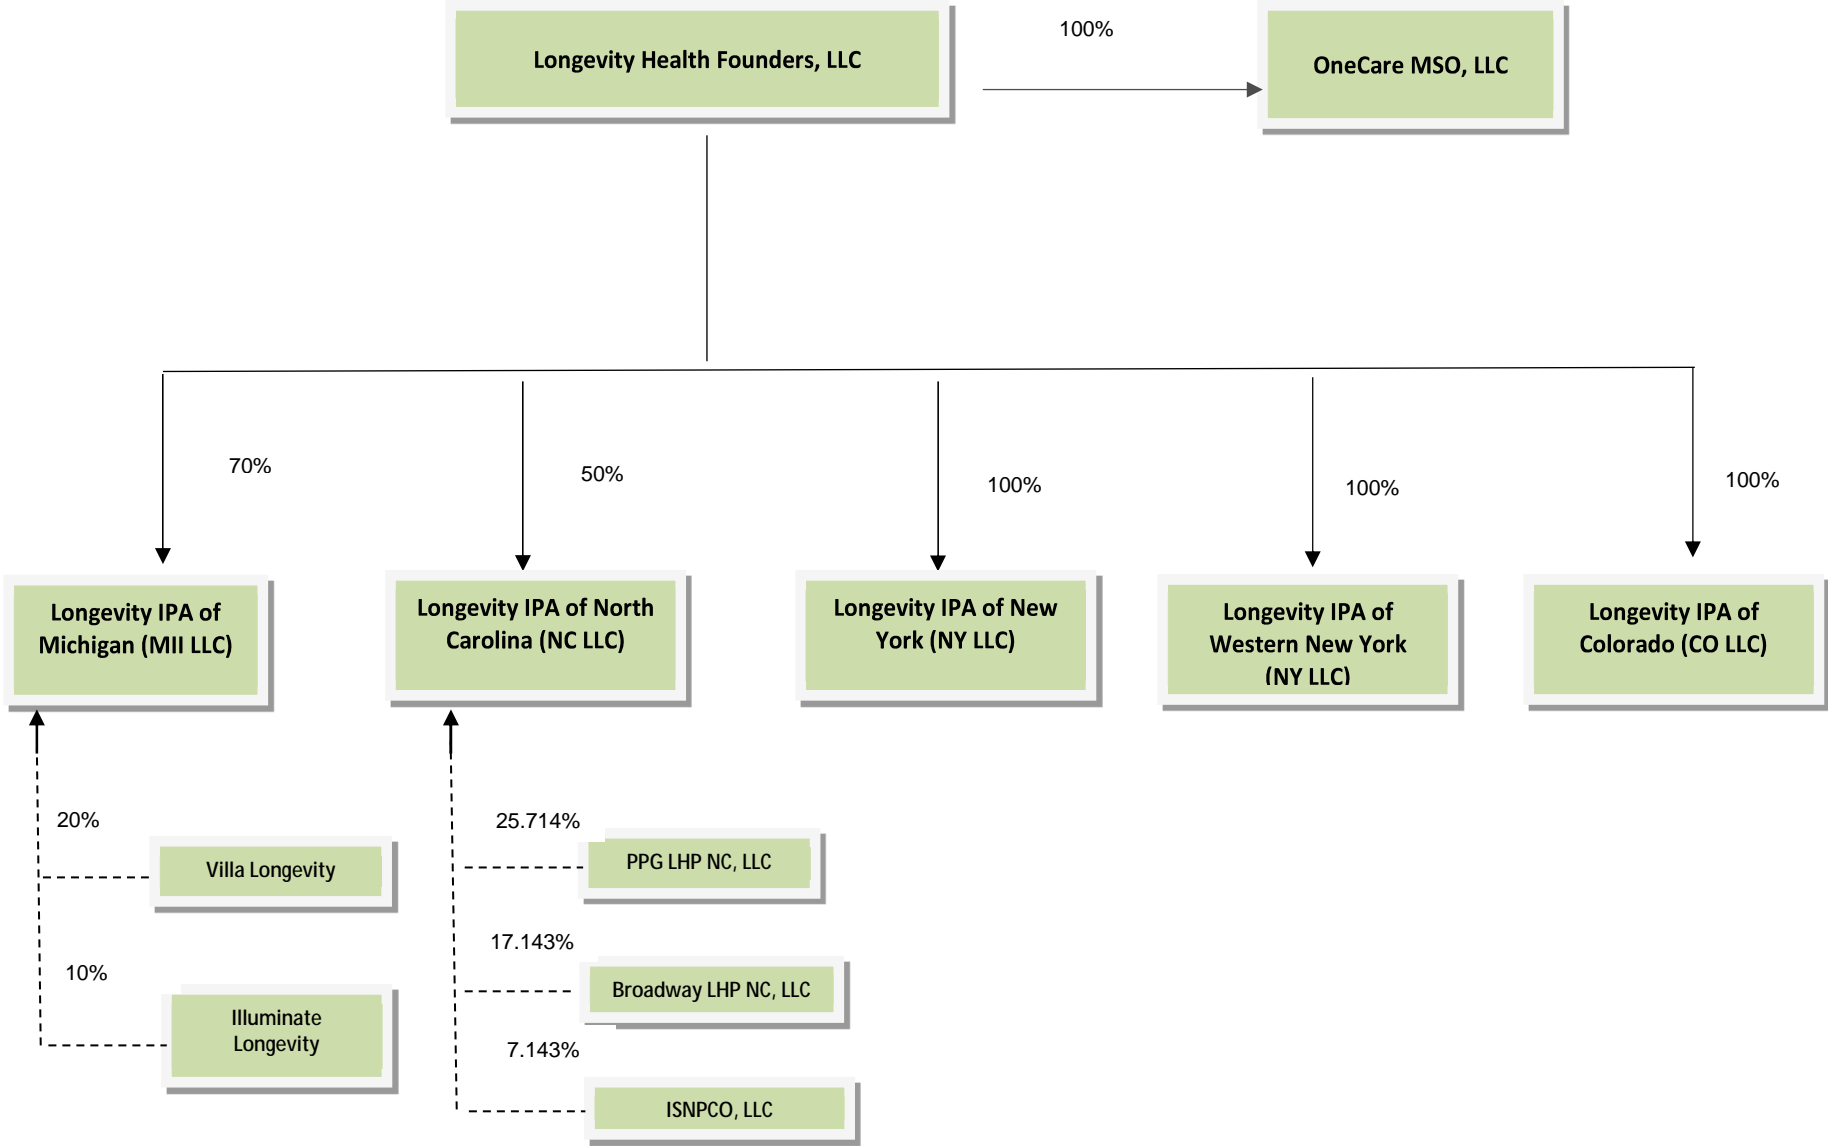 Longevity Health Founders, LLC
100%
OneCare MSO, LLC
70%
50%
100%
100%
100%
Longevity IPA of
Michigan (MII LLC)
Longevity IPA of North
Carolina (NC LLC)
Longevity IPA of New
York (NY LLC)
Longevity IPA of
Western New York
(NY LLC)
Longevity IPA of
Colorado (CO LLC)
20%
Villa Longevity
10%
Illuminate
Longevity
25.714%
PPG LHP NC, LLC
17.143%
Broadway LHP NC, LLC
7.143%
ISNPCO, LLC